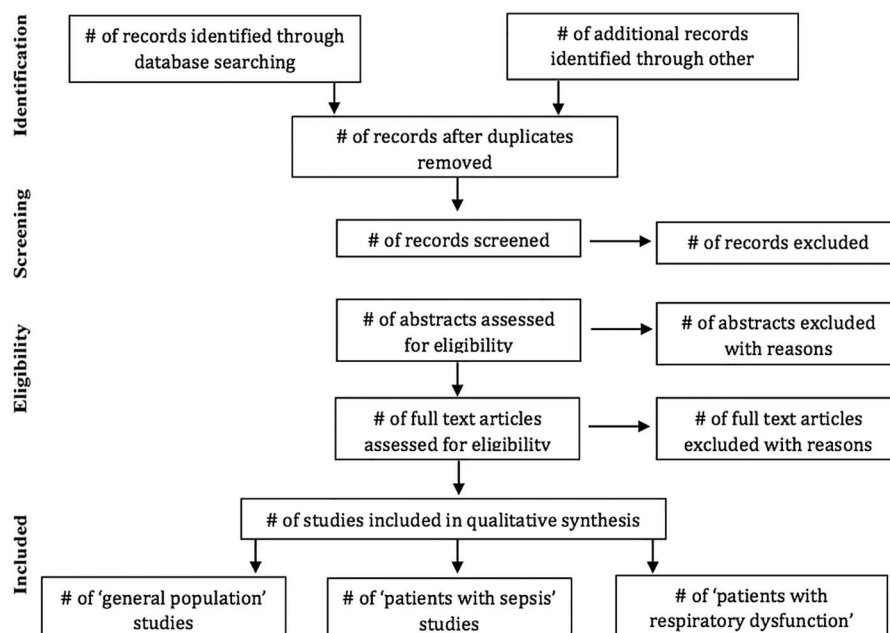 Identification
# of records identified through
database searching
# of additional records
identified through other
# of records after duplicates
removed
Screening
# of records screened
# of records excluded
Eligibility
# of abstracts assessed
for eligibility
# of abstracts excluded
with reasons
# of full text articles
assessed for eligibility
# of full text articles
excluded with reasons
Included
# of studies included in qualitative synthesis
# of ‘general population’
studies
# of ‘patients with sepsis’
studies
# of ‘patients with
respiratory dysfunction’